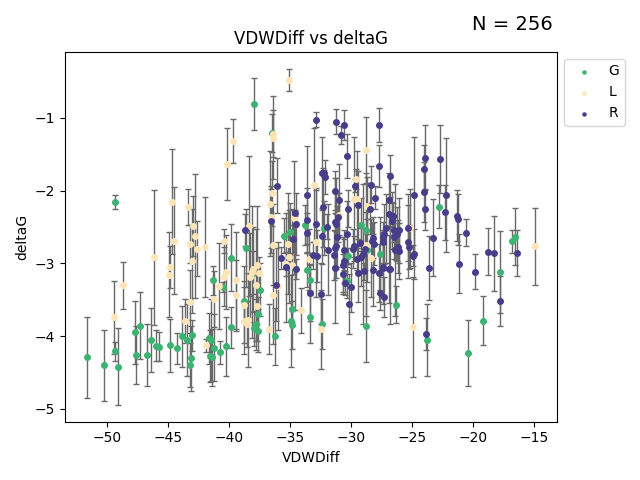 N = 256
VDWDiff vs deltaG
G
L
R
deltaG
−1
−2
−3
−4
−5
−50
−45
−40
−35
−30
−25
−20
−15
VDWDiff